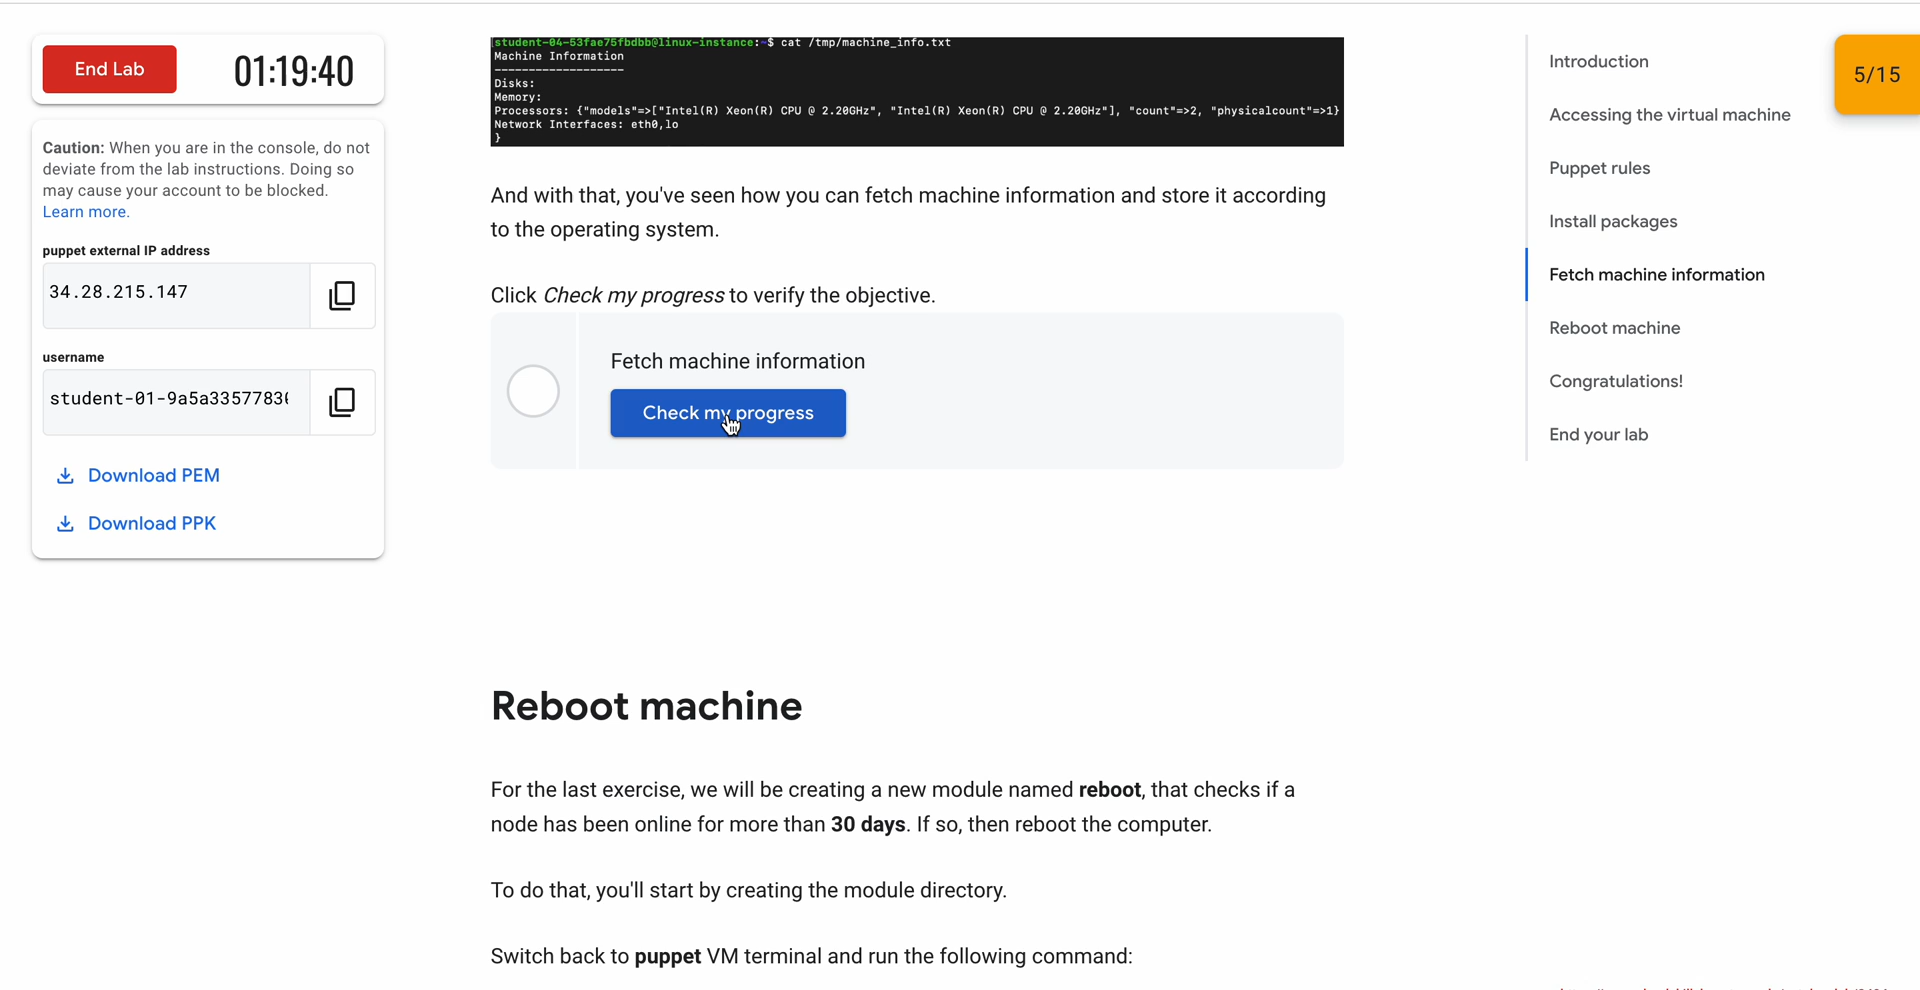 End Lab
01:19:40
Caution: When you are in the console, do not
deviate from the lab instructions. Doing so
may cause your account to be blocked.
Learn more.
puppet external IP address
34.28.215.147
username
student-01-9a5a3357783
Download PEM
Download PPK
[student-04-53fae75fbdbb@linux-instance:~$ cat /tmp/machine_info.txt
Machine Information
-------------------
Disks:
Memory:
Processors: {"models"=>["Intel(R) Xeon(R) CPU @ 2.20GHz", "Intel(R) Xeon(R) CPU @ 2.20GHz"], "count"=>2, "physicalcount"=>1}
Network Interfaces: eth0,lo
}
And with that, you've seen how you can fetch machine information and store it according
to the operating system.
Click Check my progress to verify the objective.
Fetch machine information
Check my progress
Reboot machine
For the last exercise, we will be creating a new module named reboot, that checks if a
node has been online for more than 30 days. If so, then reboot the computer.
To do that, you'll start by creating the module directory.
Switch back to puppet VM terminal and run the following command:
Introduction
Accessing the virtual machine
Puppet rules
Install packages
Fetch machine information
Reboot machine
Congratulations!
End your lab
5/15